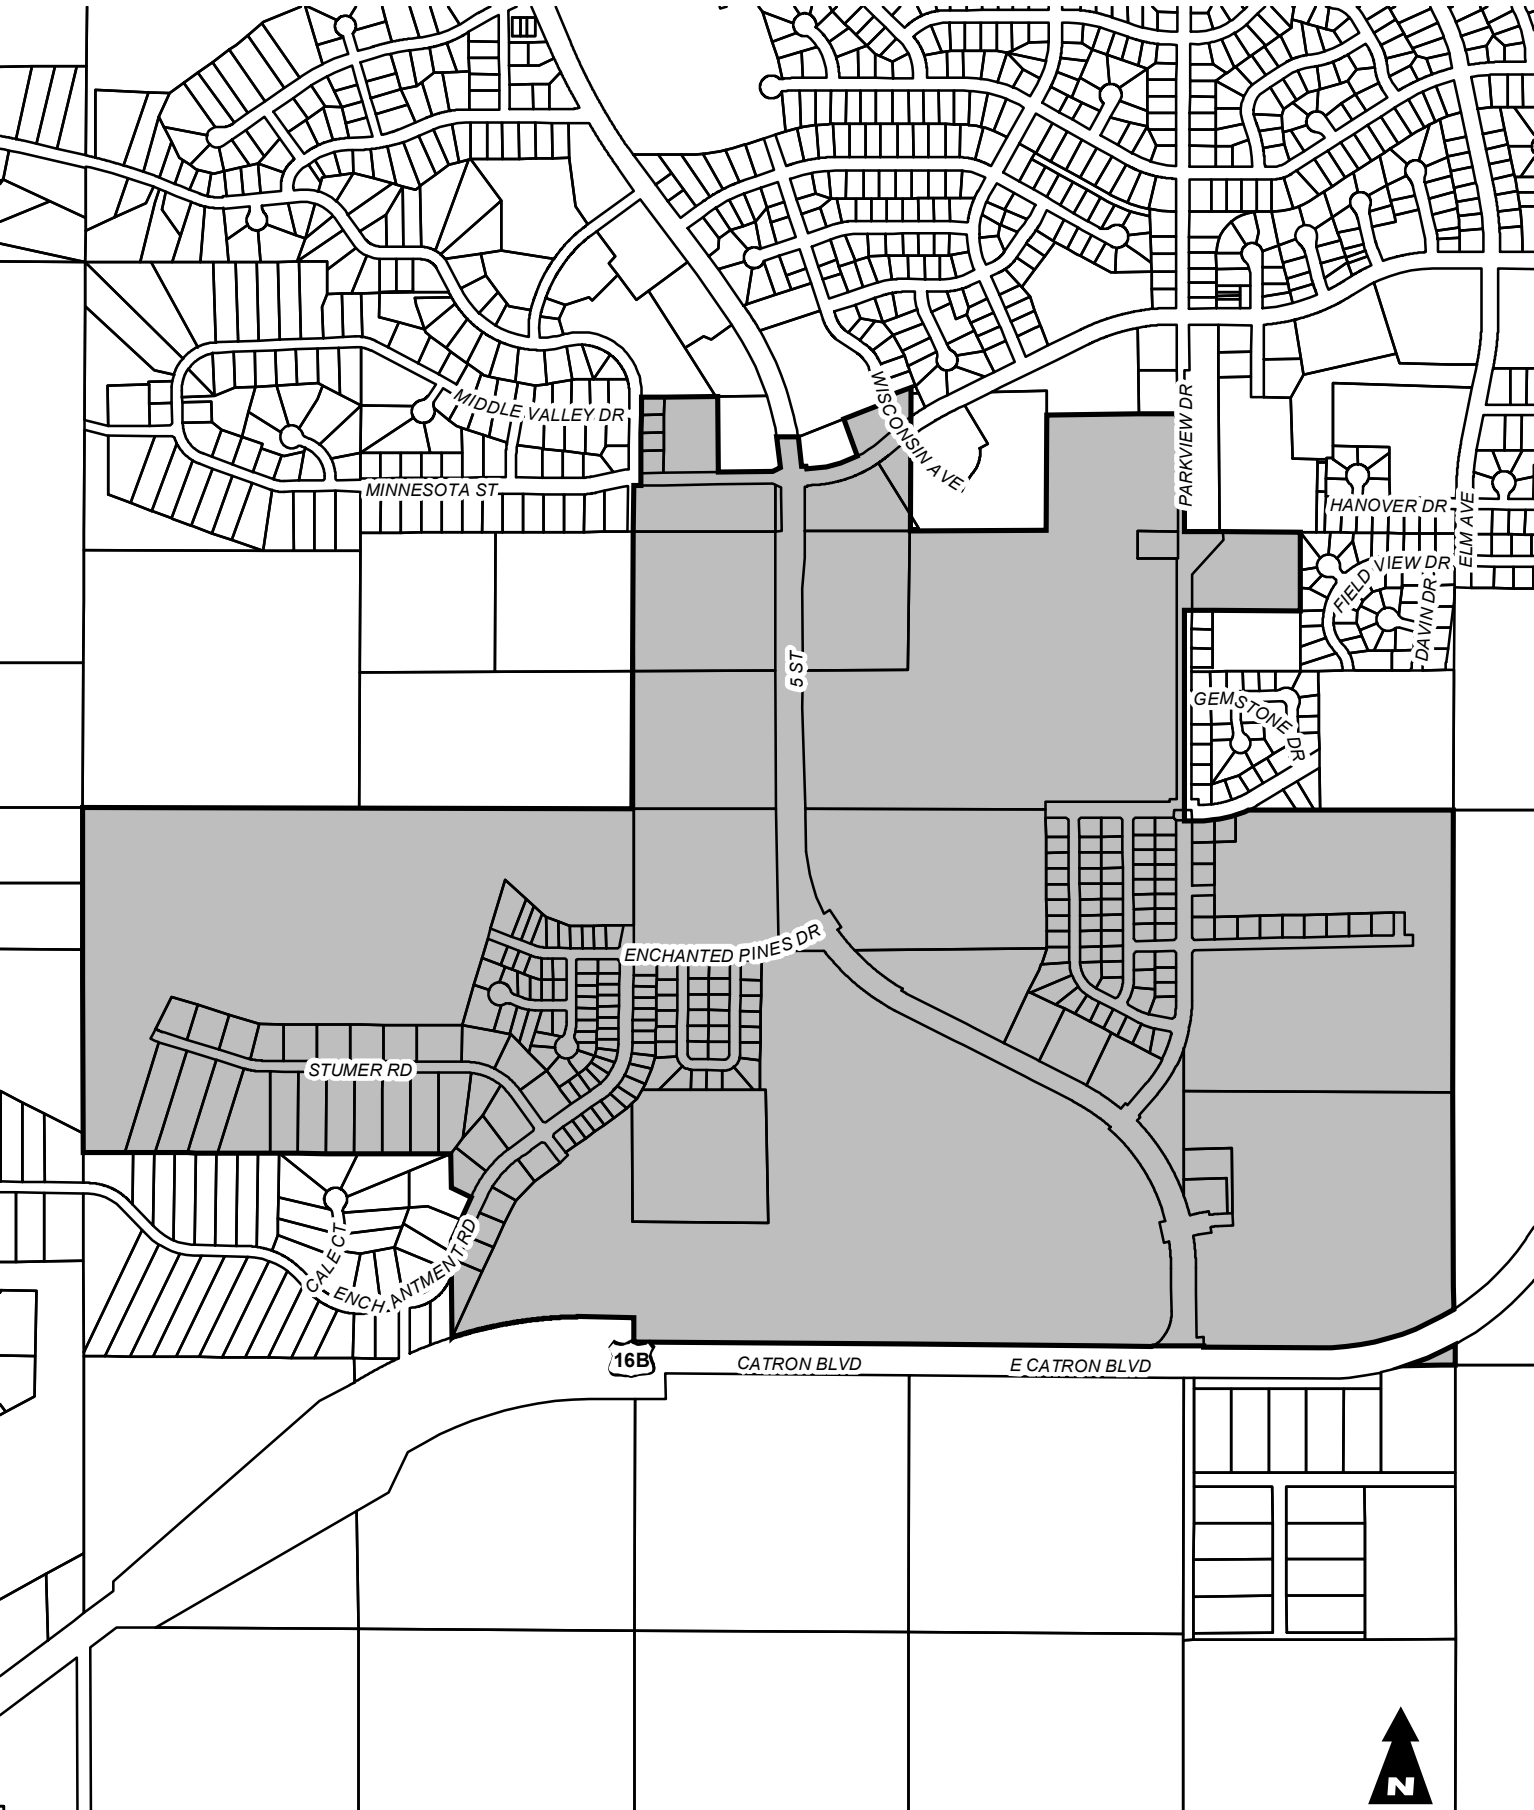 WISCONSIN AVE
MIDDLE VALLEY DR
PARKVIEW DR
MINNESOTA ST
HANOVER DR
ELM AVE
FIELD VIEW DR
DAVIN DR
5 ST
GEMSTONE DR
ENCHANTED PINES DR
STUMER RD
CALE CT
ENCHANTMENT RD
16B
CATRON BLVD
E CATRON BLVD
N